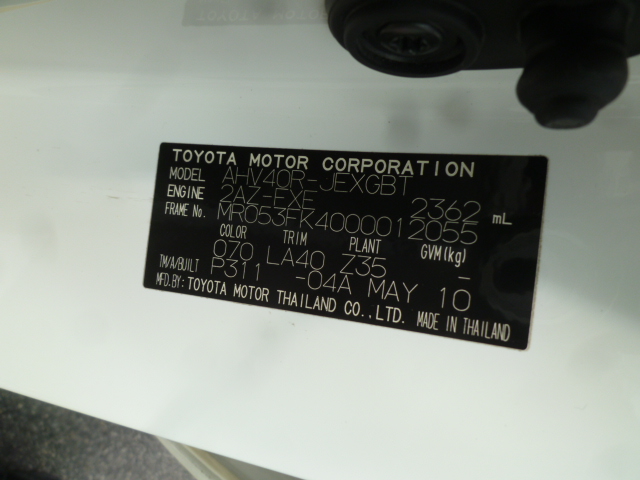 TOYOTA MOTOR CORPORATION
MODEL AHV40R-JEXGBT
ENGINE 2AZ-FXE 2362 mL
FRAME No. MR053FK4000012055
COLOR TRIM PLANT GVM(kg)
070 LA40 Z35 -
TM/A/BUILT P311 -04A MAY 10
MFD.BY: TOYOTA MOTOR THAILAND CO.,LTD. MADE IN THAILAND